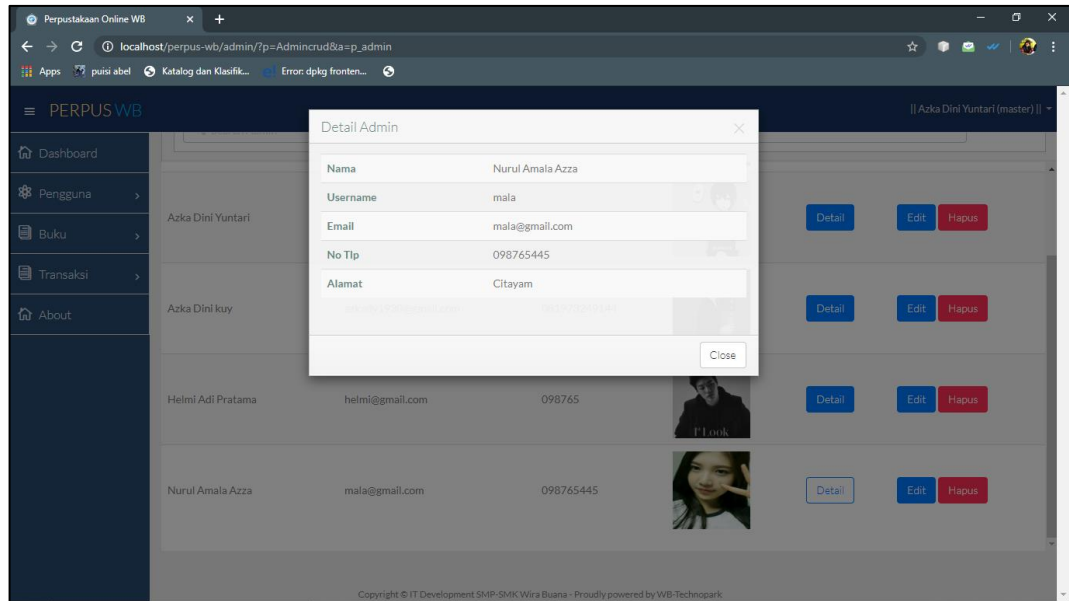 Perpustakaan Online WB
localhost/perpus-wb/admin/?p=Admincrud&a=p_admin
Apps puisi abel Katalog dan Klasifik... Error: dpkg fronten...
PERPUS WB
|| Azka Dini Yuntari (master) ||
Dashboard
Pengguna
Buku
Transaksi
About
Detail Admin
Nama Nurul Amala Azza
Username mala
Email mala@gmail.com
No Tlp 098765445
Alamat Citayam
Close
Azka Dini Yuntari Detail Edit Hapus
Azka Dini kuy Detail Edit Hapus
Helmi Adi Pratama helmi@gmail.com 098765 Detail Edit Hapus
I'Look
Nurul Amala Azza mala@gmail.com 098765445 Detail Edit Hapus
Copyright © IT Development SMP-SMK Wira Buana - Proudly powered by WB-Technopark